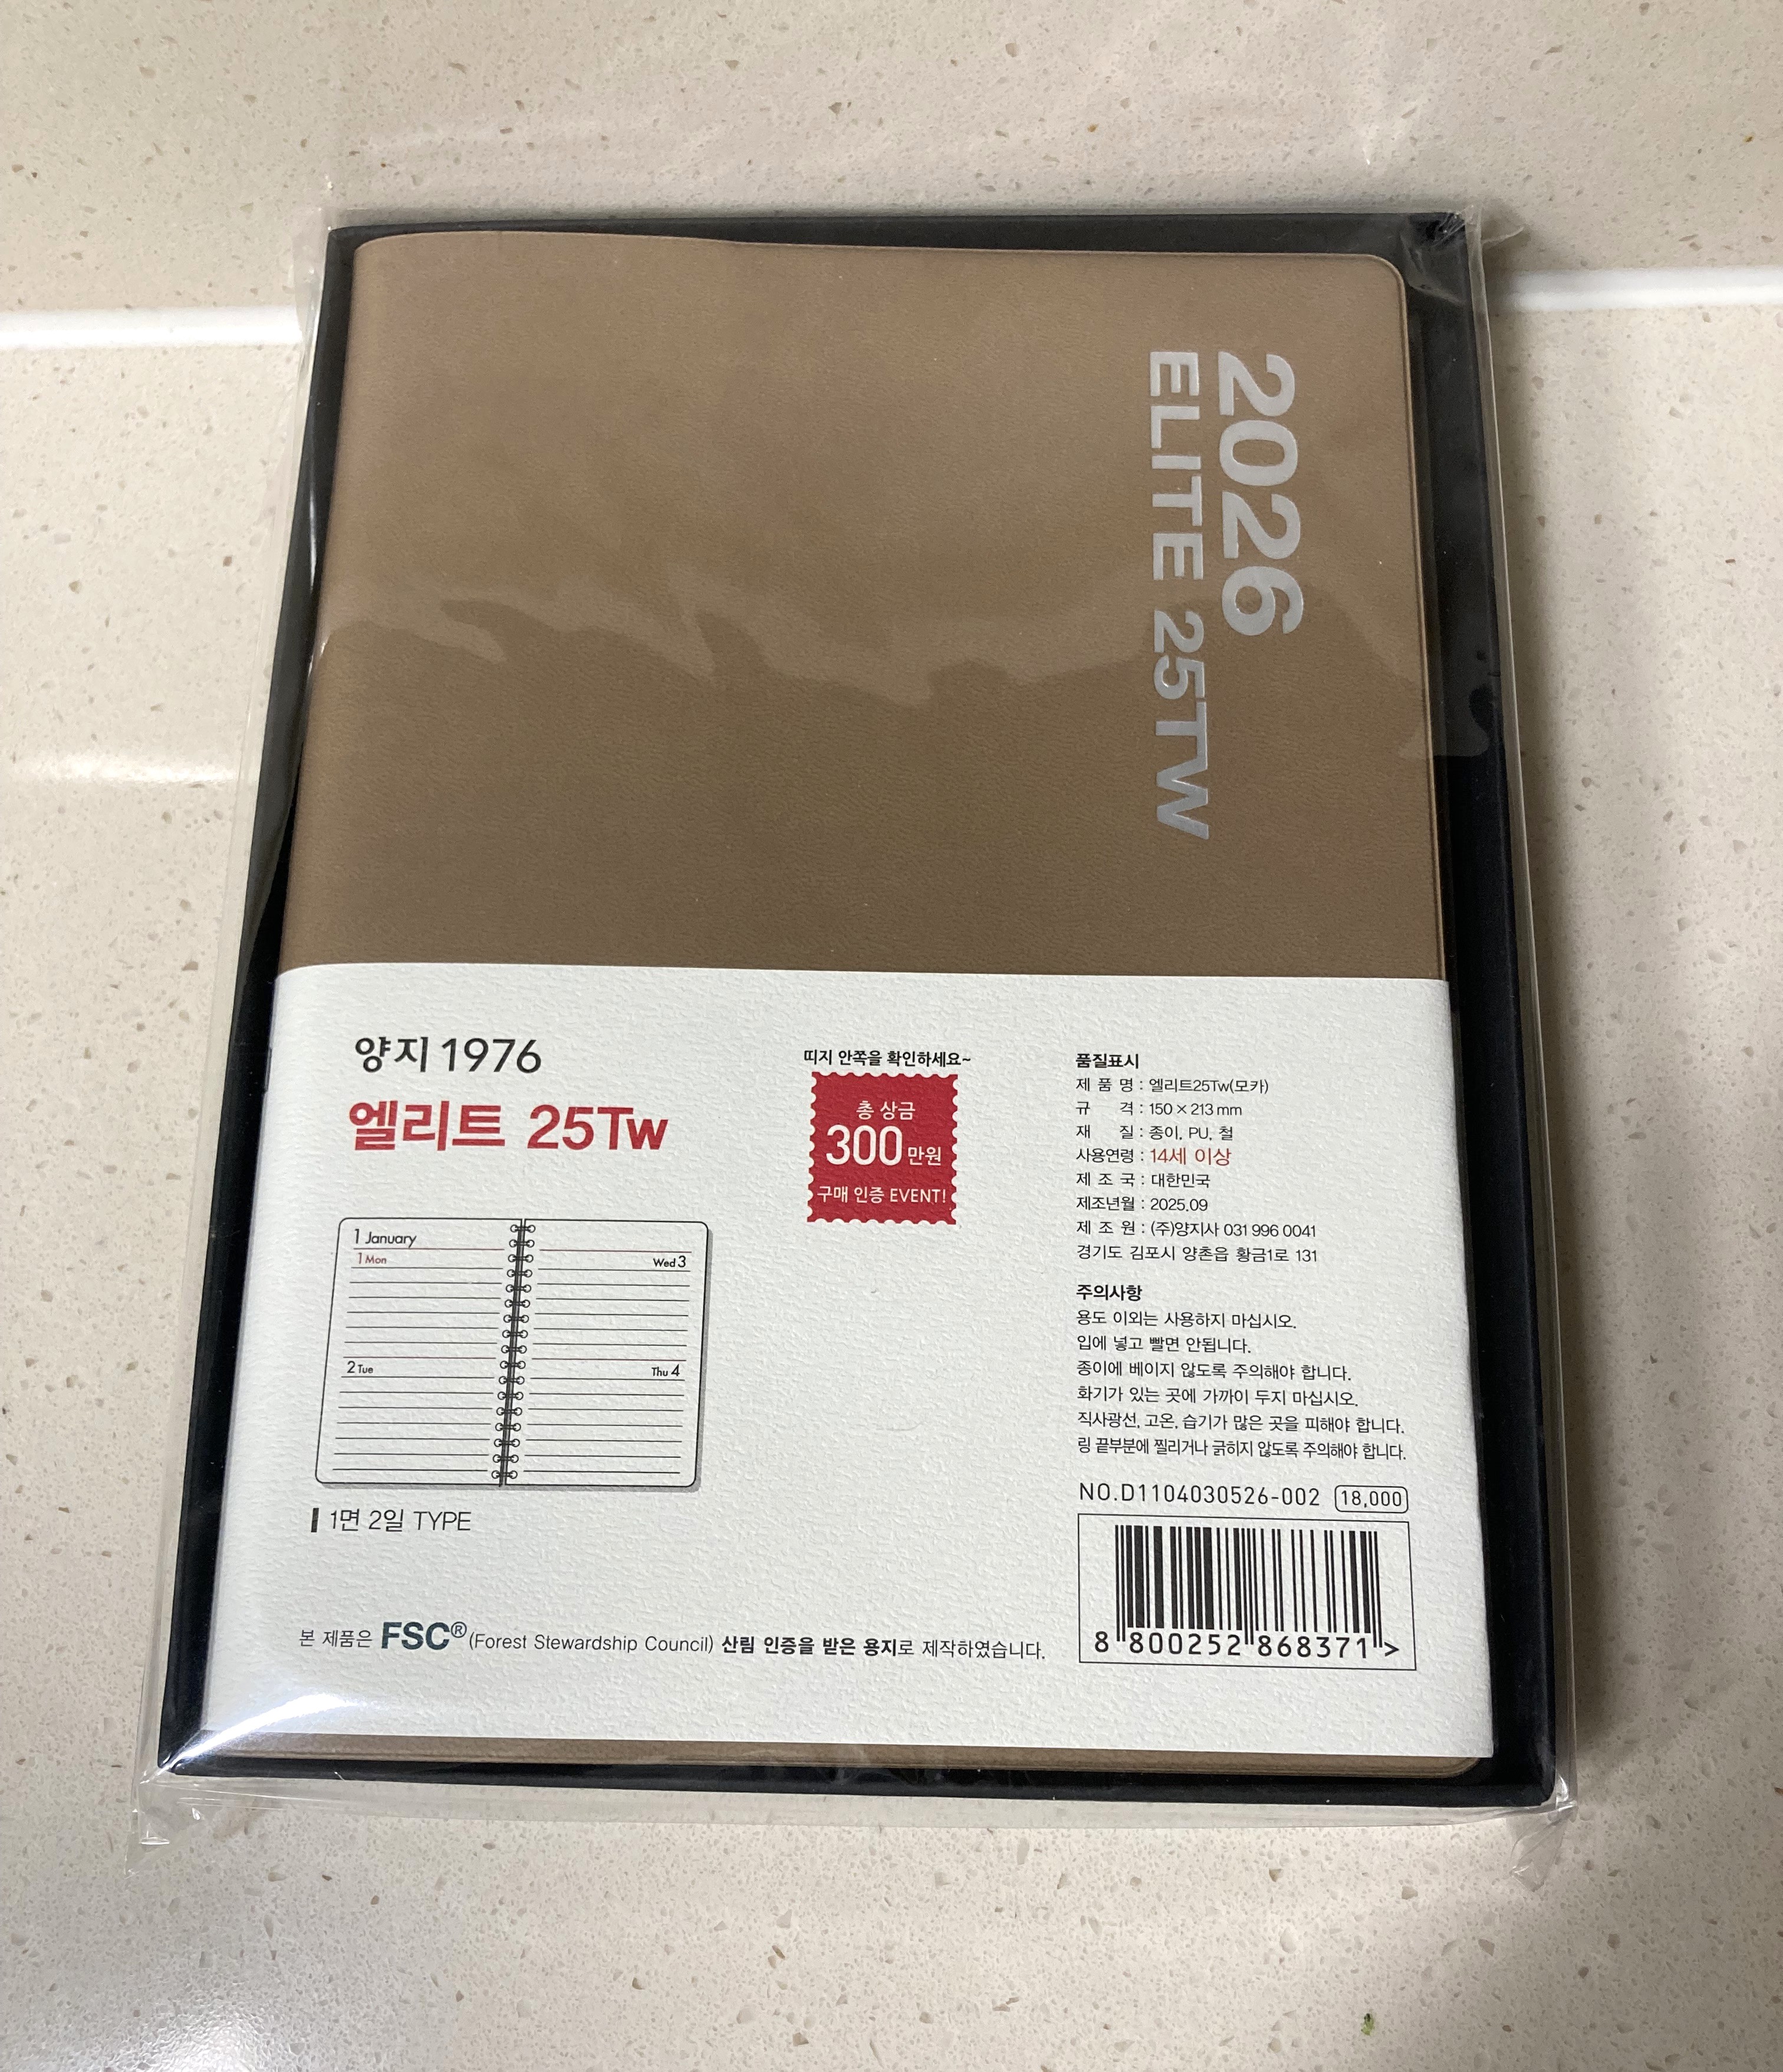 2026
ELITE 25TW
양지 1976
엘리트 25Tw
1 January
1 Mon
Wed 3
2 Tue
Thu 4
1면 2일 TYPE
띠지 안쪽을 확인하세요~
총 상금
300만원
구매 인증 EVENT!
품질표시
제 품 명 : 엘리트25Tw(모카)
규 격 : 150 × 213 mm
재 질 : 종이, PU, 철
사용연령 : 14세 이상
제 조 국 : 대한민국
제조년월 : 2025.09
제 조 원 : (주)양지사 031 996 0041
경기도 김포시 양촌읍 황금1로 131
주의사항
용도 이외는 사용하지 마십시오.
입에 넣고 빨면 안됩니다.
종이에 베이지 않도록 주의해야 합니다.
화기가 있는 곳에 가까이 두지 마십시오.
직사광선, 고온, 습기가 많은 곳을 피해야 합니다.
링 끝부분에 찔리거나 긁히지 않도록 주의해야 합니다.
NO.D1104030526-002 18,000
8 800252 868371 >
본 제품은 FSC® (Forest Stewardship Council) 산림 인증을 받은 용지로 제작하였습니다.